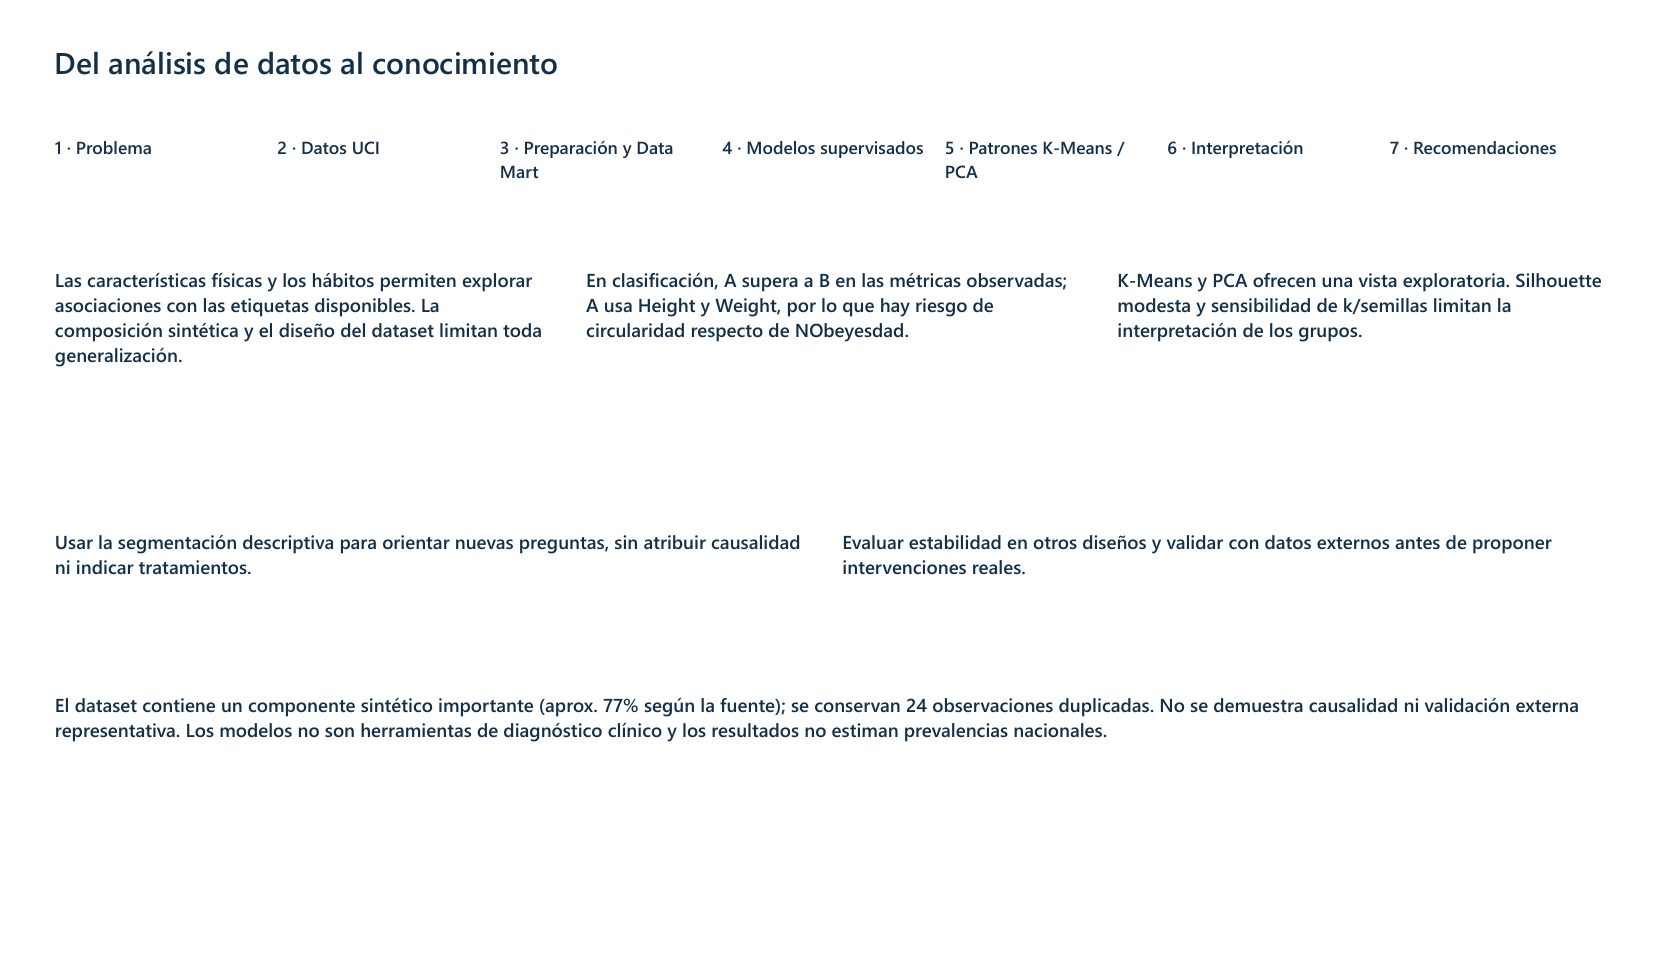 Del análisis de datos al conocimiento
1 · Problema
2 · Datos UCI
3 · Preparación y Data
Mart
4 · Modelos supervisados
5 · Patrones K-Means /
PCA
6 · Interpretación
7 · Recomendaciones
Las características físicas y los hábitos permiten explorar
asociaciones con las etiquetas disponibles. La
composición sintética y el diseño del dataset limitan toda
generalización.
En clasificación, A supera a B en las métricas observadas;
A usa Height y Weight, por lo que hay riesgo de
circularidad respecto de NObeyesdad.
K-Means y PCA ofrecen una vista exploratoria. Silhouette
modesta y sensibilidad de k/semillas limitan la
interpretación de los grupos.
Usar la segmentación descriptiva para orientar nuevas preguntas, sin atribuir causalidad
ni indicar tratamientos.
Evaluar estabilidad en otros diseños y validar con datos externos antes de proponer
intervenciones reales.
El dataset contiene un componente sintético importante (aprox. 77% según la fuente); se conservan 24 observaciones duplicadas. No se demuestra causalidad ni validación externa
representativa. Los modelos no son herramientas de diagnóstico clínico y los resultados no estiman prevalencias nacionales.